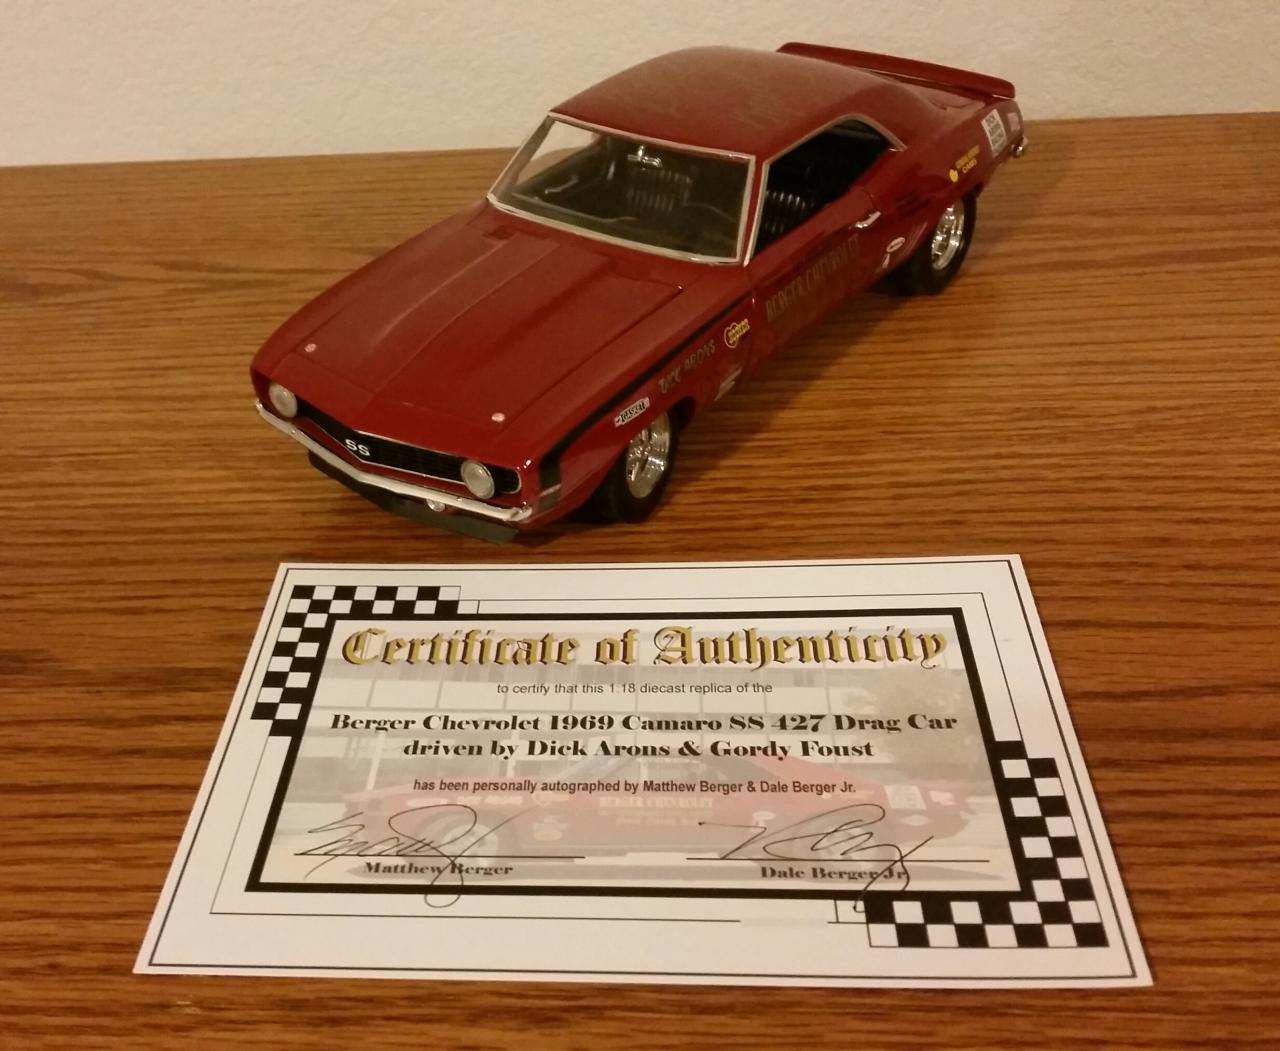 BERGER CHEVROLET
DICK ARONS
SS
Certificate of Authenticity
to certify that this 1:18 diecast replica of the
Berger Chevrolet 1969 Camaro SS 427 Drag Car
driven by Dick Arons & Gordy Foust
has been personally autographed by Matthew Berger & Dale Berger Jr.
BERGER CHEVROLET
Matthew Berger
Dale Berger Jr.